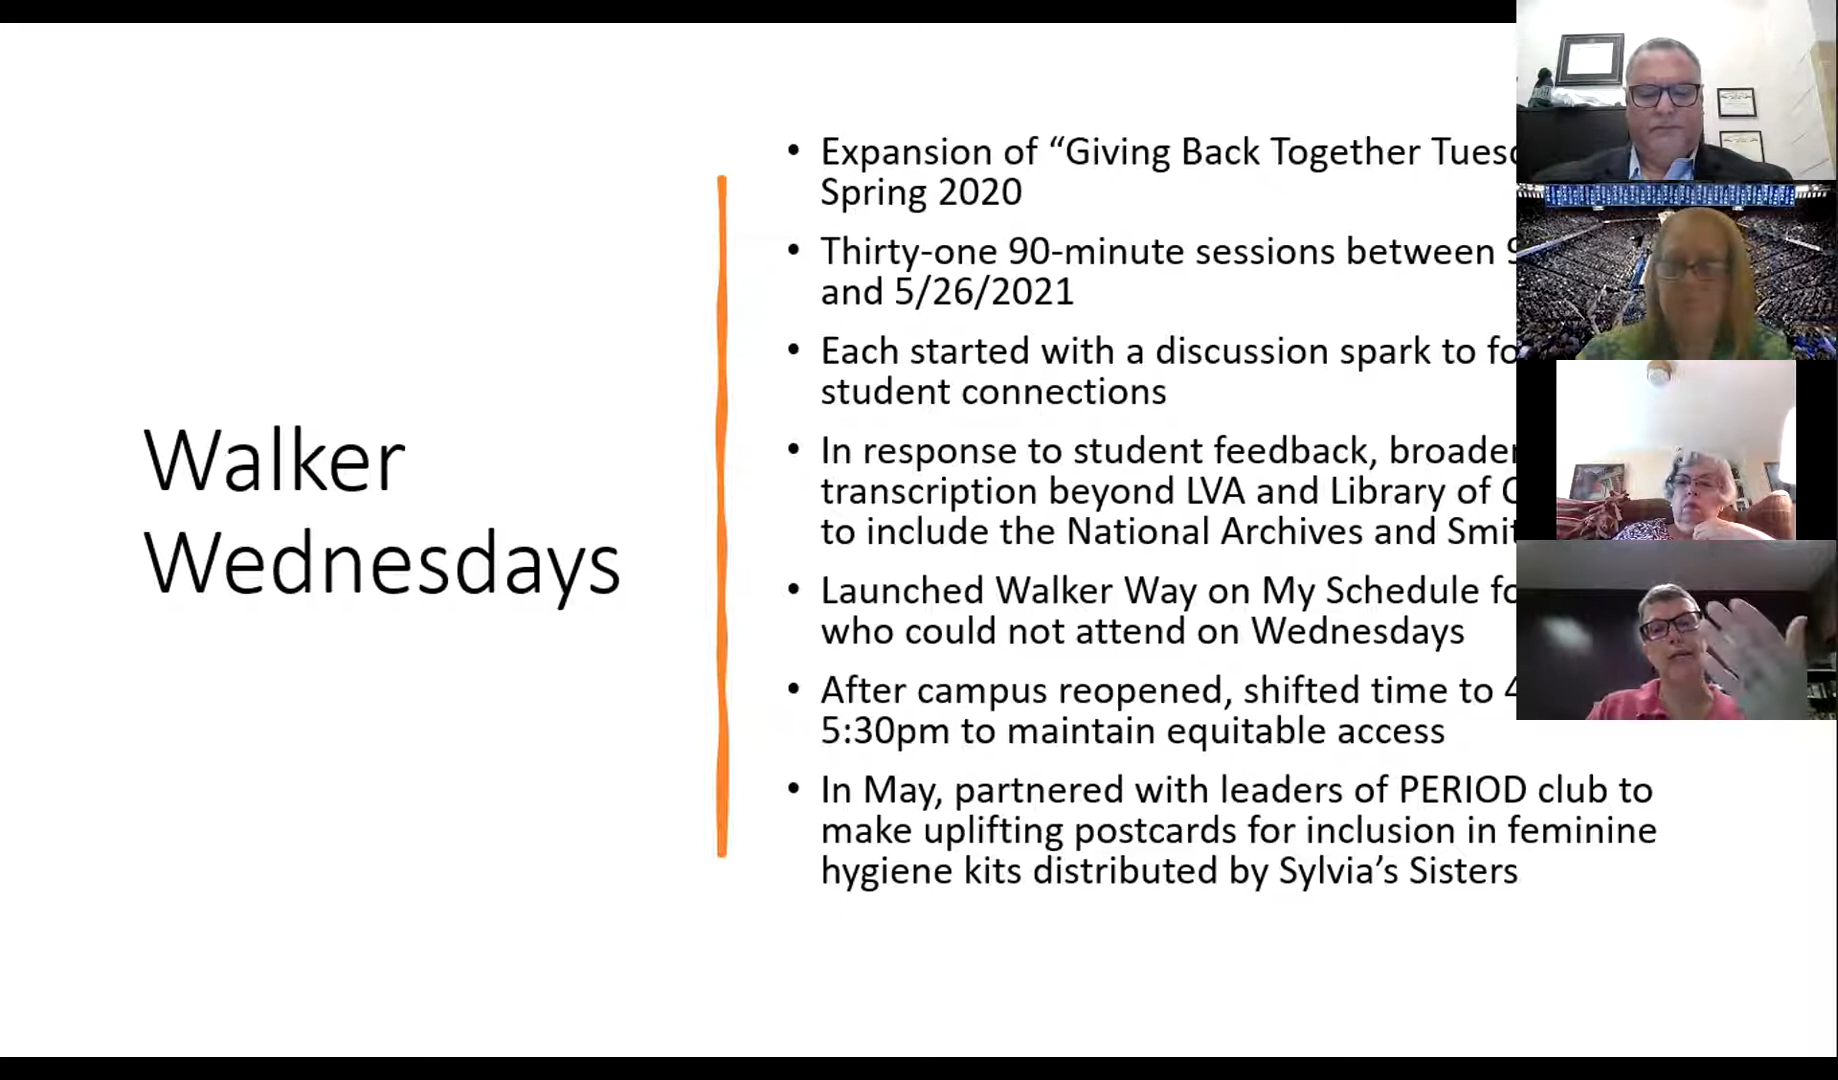 Walker
Wednesdays
• Expansion of “Giving Back Together
Spring 2020
• Thirty-one 90-minute sessions between
and 5/26/2021
• Each started with a discussion spark to
student connections
• In response to student feedback,
transcription beyond LVA and Library of
to include the National Archives and
• Launched Walker Way on My Schedule
who could not attend on Wednesdays
• After campus reopened, shifted time to
5:30pm to maintain equitable access
• In May, partnered with leaders of PERIOD club to
make uplifting postcards for inclusion in feminine
hygiene kits distributed by Sylvia’s Sisters